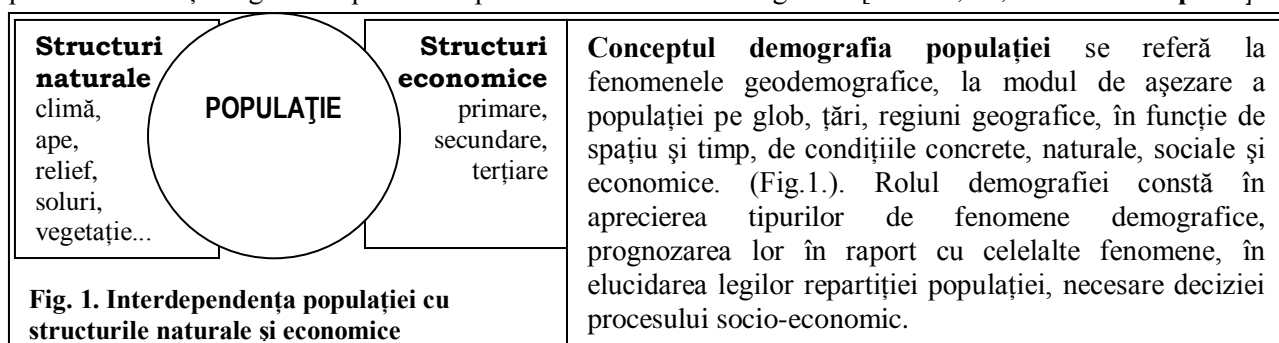 Structuri
naturale
climă,
ape,
relief,
soluri,
vegetație...
POPULAŢIE
Structuri
economice
primare,
secundare,
terțiare
Fig. 1. Interdependența populației cu
structurile naturale şi economice
Conceptul demografia populației se referă la
fenomenele geodemografice, la modul de aşezare a
populației pe glob, țări, regiuni geografice, în funcție de
spațiu şi timp, de condițiile concrete, naturale, sociale şi
economice. (Fig.1.). Rolul demografiei constă în
aprecierea tipurilor de fenomene demografice,
prognozarea lor în raport cu celelalte fenomene, în
elucidarea legilor repartiției populației, necesare deciziei
procesului socio-economic.